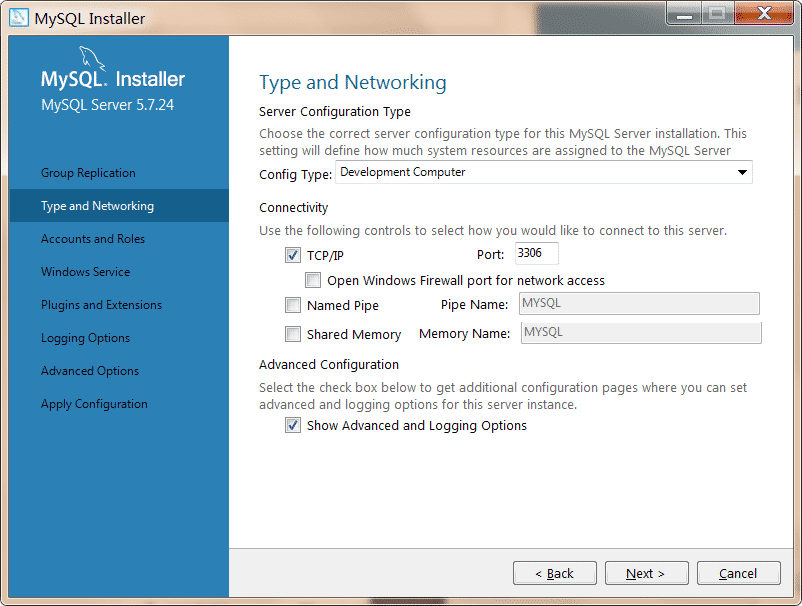 MySQL Installer
MySQL. Installer
MySQL Server 5.7.24
Group Replication
Type and Networking
Accounts and Roles
Windows Service
Plugins and Extensions
Logging Options
Advanced Options
Apply Configuration
Type and Networking
Server Configuration Type
Choose the correct server configuration type for this MySQL Server installation. This
setting will define how much system resources are assigned to the MySQL Server
Config Type: Development Computer
Connectivity
Use the following controls to select how you would like to connect to this server.
TCP/IP Port: 3306
Open Windows Firewall port for network access
Named Pipe Pipe Name: MYSQL
Shared Memory Memory Name: MYSQL
Advanced Configuration
Select the check box below to get additional configuration pages where you can set
advanced and logging options for this server instance.
Show Advanced and Logging Options
< Back Next > Cancel